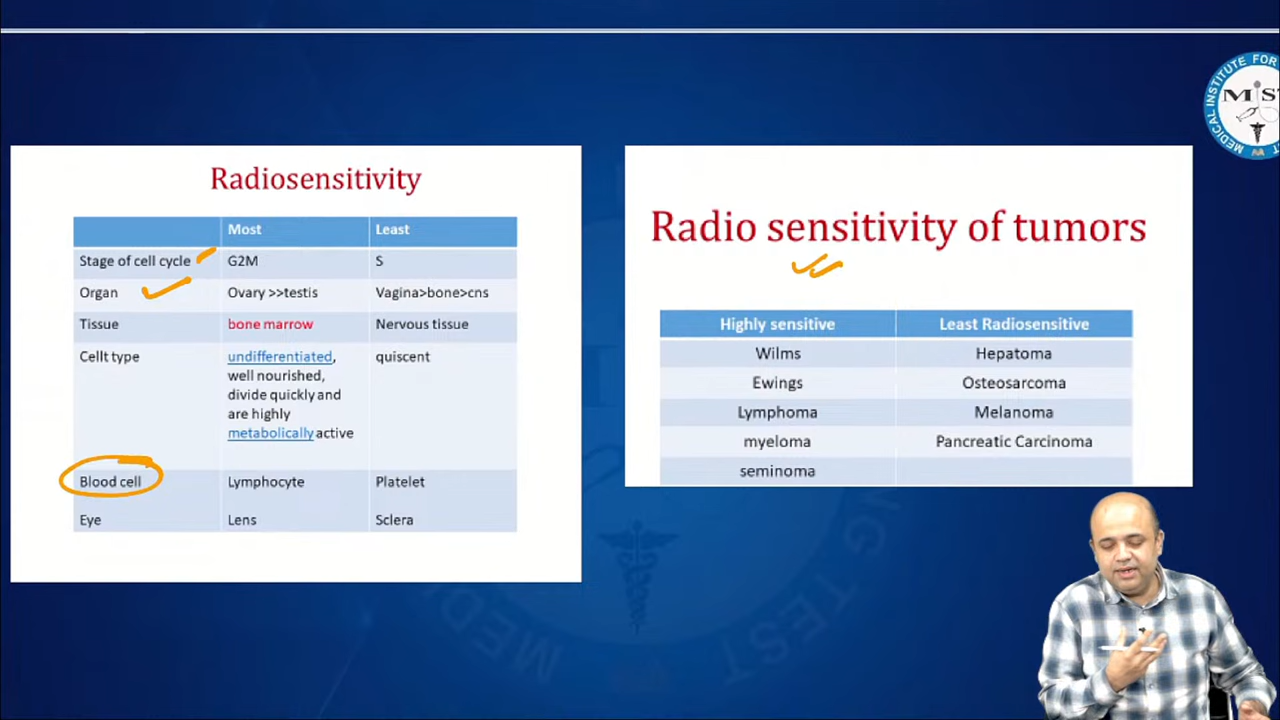 Radiosensitivity
Most Least
Stage of cell cycle G2M S
Organ Ovary >>testis Vagina>bone>cns
Tissue bone marrow Nervous tissue
Cellt type undifferentiated, quiscent
well nourished,
divide quickly and
are highly
metabolically active
Blood cell Lymphocyte Platelet
Eye Lens Sclera
Radio sensitivity of tumors
Highly sensitive Least Radiosensitive
Wilms Hepatoma
Ewings Osteosarcoma
Lymphoma Melanoma
myeloma Pancreatic Carcinoma
seminoma
MEDICAL INSTITUTE FOR